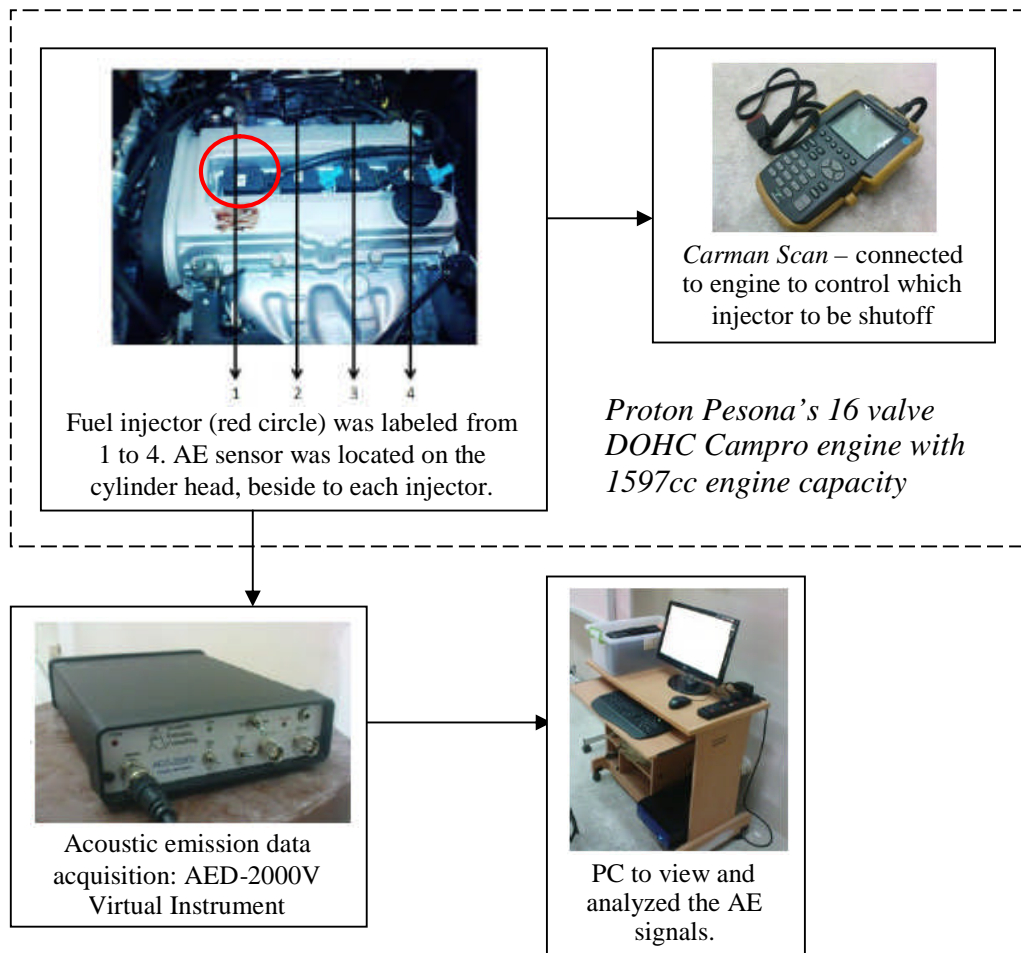 1 2 3 4
Fuel injector (red circle) was labeled from
1 to 4. AE sensor was located on the
cylinder head, beside to each injector.
Carman Scan – connected
to engine to control which
injector to be shutoff
Proton Pesona's 16 valve
DOHC Campro engine with
1597cc engine capacity
Acoustic emission data
acquisition: AED-2000V
Virtual Instrument
PC to view and
analyzed the AE
signals.